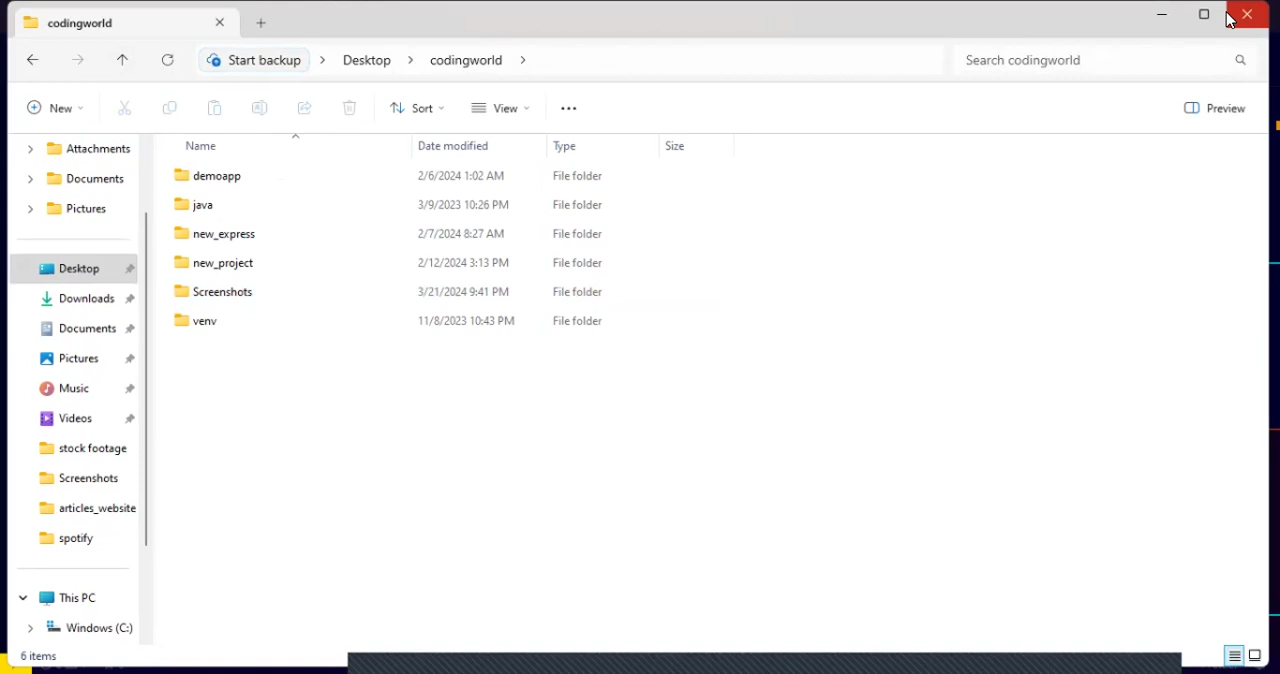 codingworld
Start backup > Desktop > codingworld >
Search codingworld
New
Sort
View
Preview
Name Date modified Type Size
demoapp 2/6/2024 1:02 AM File folder
java 3/9/2023 10:26 PM File folder
new_express 2/7/2024 8:27 AM File folder
new_project 2/12/2024 3:13 PM File folder
Screenshots 3/21/2024 9:41 PM File folder
venv 11/8/2023 10:43 PM File folder
Attachments
Documents
Pictures
Desktop
Downloads
Documents
Pictures
Music
Videos
stock footage
Screenshots
articles_website
spotify
This PC
Windows (C:)
6 items